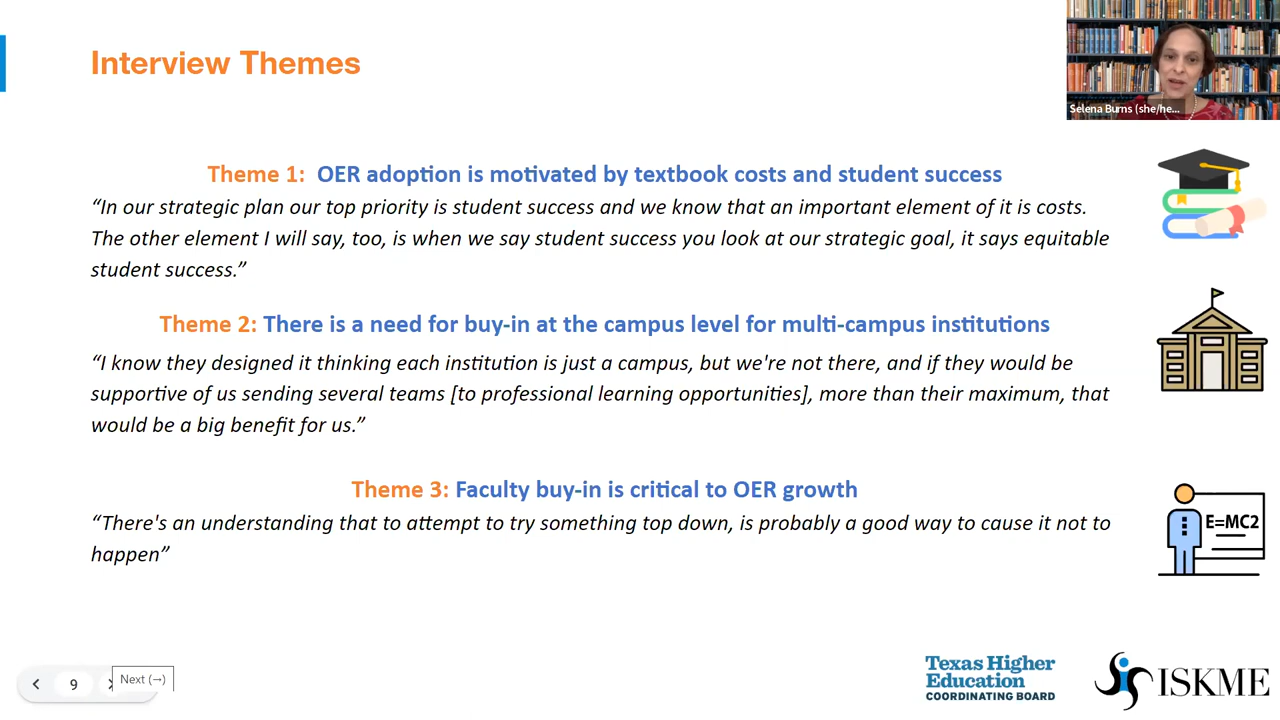 Interview Themes
Selena Burns (she/he...
Theme 1: OER adoption is motivated by textbook costs and student success
“In our strategic plan our top priority is student success and we know that an important element of it is costs.
The other element I will say, too, is when we say student success you look at our strategic goal, it says equitable
student success.”
Theme 2: There is a need for buy-in at the campus level for multi-campus institutions
“I know they designed it thinking each institution is just a campus, but we're not there, and if they would be
supportive of us sending several teams [to professional learning opportunities], more than their maximum, that
would be a big benefit for us.”
Theme 3: Faculty buy-in is critical to OER growth
“There's an understanding that to attempt to try something top down, is probably a good way to cause it not to
happen”
E=MC2
9
Next (→)
Texas Higher
Education
COORDINATING BOARD
ISKME